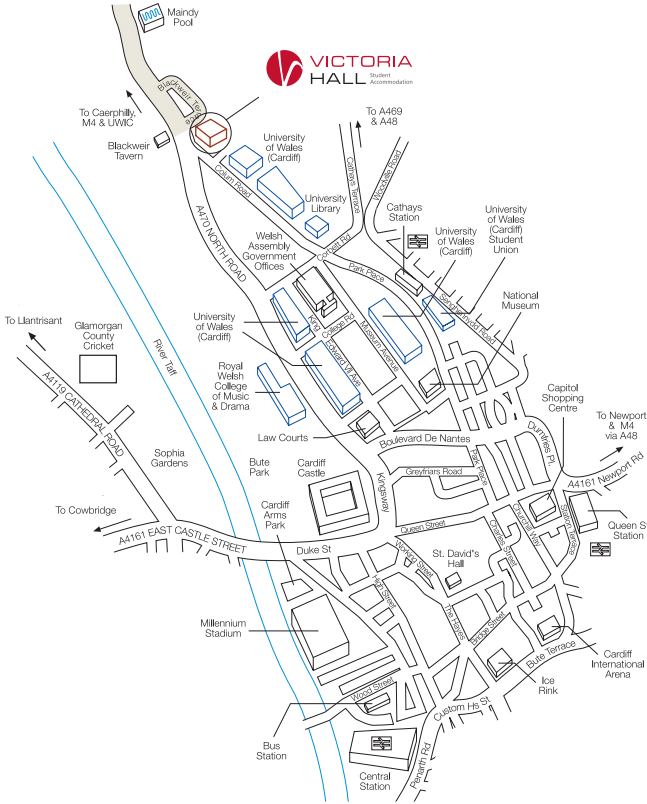 Maindy
Pool
VICTORIA
HALL
Student
Accommodation
Blackweir Terrace
To Caerphilly,
M4 & UWIC
Blackweir
Tavern
University
of Wales
(Cardiff)
To A469
& A48
Colum Road
University
Library
Cathays Terrace
Woodville Road
Cathays
Station
University
of Wales
(Cardiff)
University
of Wales
(Cardiff)
Student
Union
A470 NORTH ROAD
Welsh
Assembly
Government
Offices
Corbett Rd
Park Place
Senghennydd Road
National
Museum
To Llantrisant
Glamorgan
County
Cricket
River Taff
University
of Wales
(Cardiff)
King
Edward VII Ave
College Rd
Museum Avenue
Royal
Welsh
College
of Music
& Drama
Capitol
Shopping
Centre
A4119 CATHEDRAL ROAD
Law Courts
Boulevard De Nantes
Dumfries Pl.
To Newport
& M4
via A48
Sophia
Gardens
Bute
Park
Cardiff
Castle
Kingsway
Greyfriars Road
Park Place
A4161 Newport Rd
To Cowbridge
A4161 EAST CASTLE STREET
Cardiff
Arms
Park
Duke St
Queen Street
Charles Street
Churchill Way
Station Terrace
Queen S
Station
Working Street
St. David's
Hall
High Street
The Hayes
Bridge Street
Millennium
Stadium
Cardiff
International
Arena
Bute Terrace
Ice
Rink
Wood Street
Custom Hs St.
Bus
Station
Central
Station
Penarth Rd